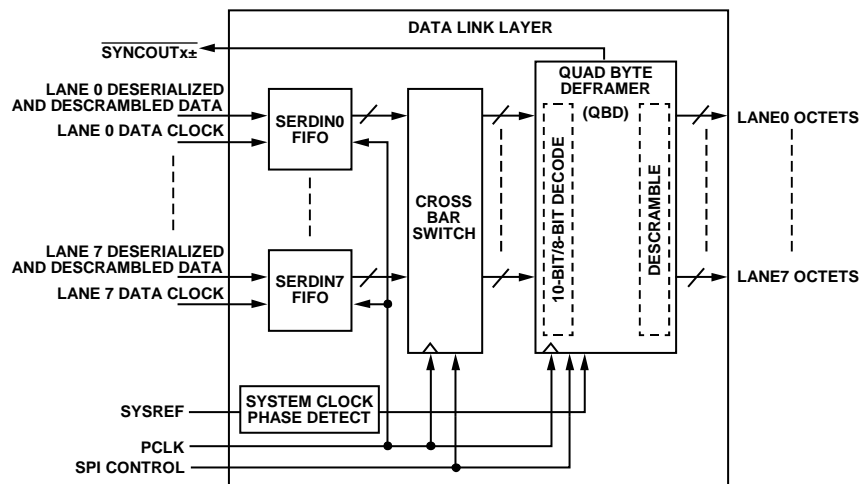 DATA LINK LAYER
SYNCOUTx±
QUAD BYTE
DEFRAMER
(QBD)
LANE 0 DESERIALIZED
AND DESCRAMBLED DATA
LANE 0 DATA CLOCK
SERDIN0
FIFO
LANE0 OCTETS
CROSS
BAR
SWITCH
10-BIT/8-BIT DECODE
DESCRAMBLE
LANE 7 DESERIALIZED
AND DESCRAMBLED DATA
LANE 7 DATA CLOCK
SERDIN7
FIFO
LANE7 OCTETS
SYSREF
SYSTEM CLOCK
PHASE DETECT
PCLK
SPI CONTROL